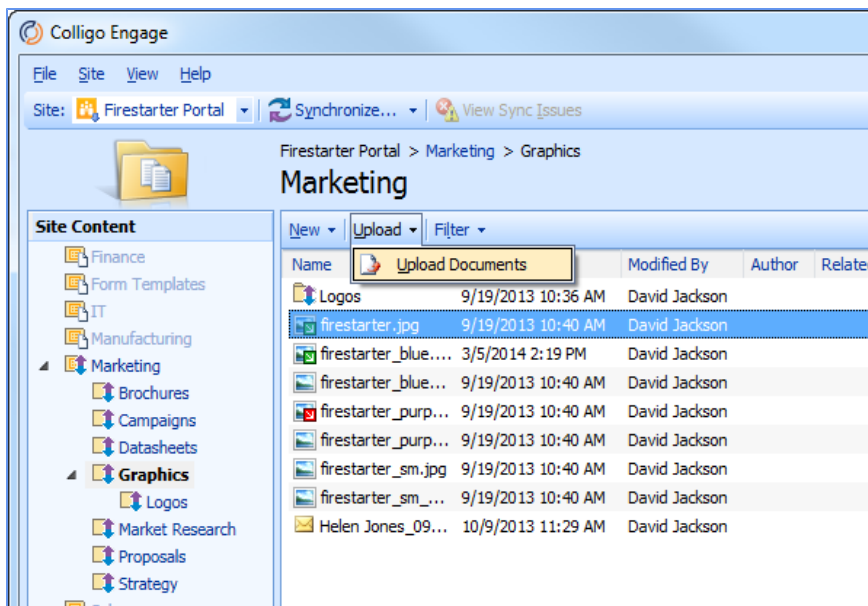 Colligo Engage
File Site View Help
Site: Firestarter Portal Synchronize... View Sync Issues
Firestarter Portal > Marketing > Graphics
Marketing
Site Content
Finance
Form Templates
IT
Manufacturing
Marketing
Brochures
Campaigns
Datasheets
Graphics
Logos
Market Research
Proposals
Strategy
New Upload Filter
Upload Documents
Name Modified By Author Relate
Logos 9/19/2013 10:36 AM David Jackson
firestarter.jpg 9/19/2013 10:40 AM David Jackson
firestarter_blue.... 3/5/2014 2:19 PM David Jackson
firestarter_blue... 9/19/2013 10:40 AM David Jackson
firestarter_purp... 9/19/2013 10:40 AM David Jackson
firestarter_purp... 9/19/2013 10:40 AM David Jackson
firestarter_sm.jpg 9/19/2013 10:40 AM David Jackson
firestarter_sm_... 9/19/2013 10:40 AM David Jackson
Helen Jones_09... 10/9/2013 11:29 AM David Jackson